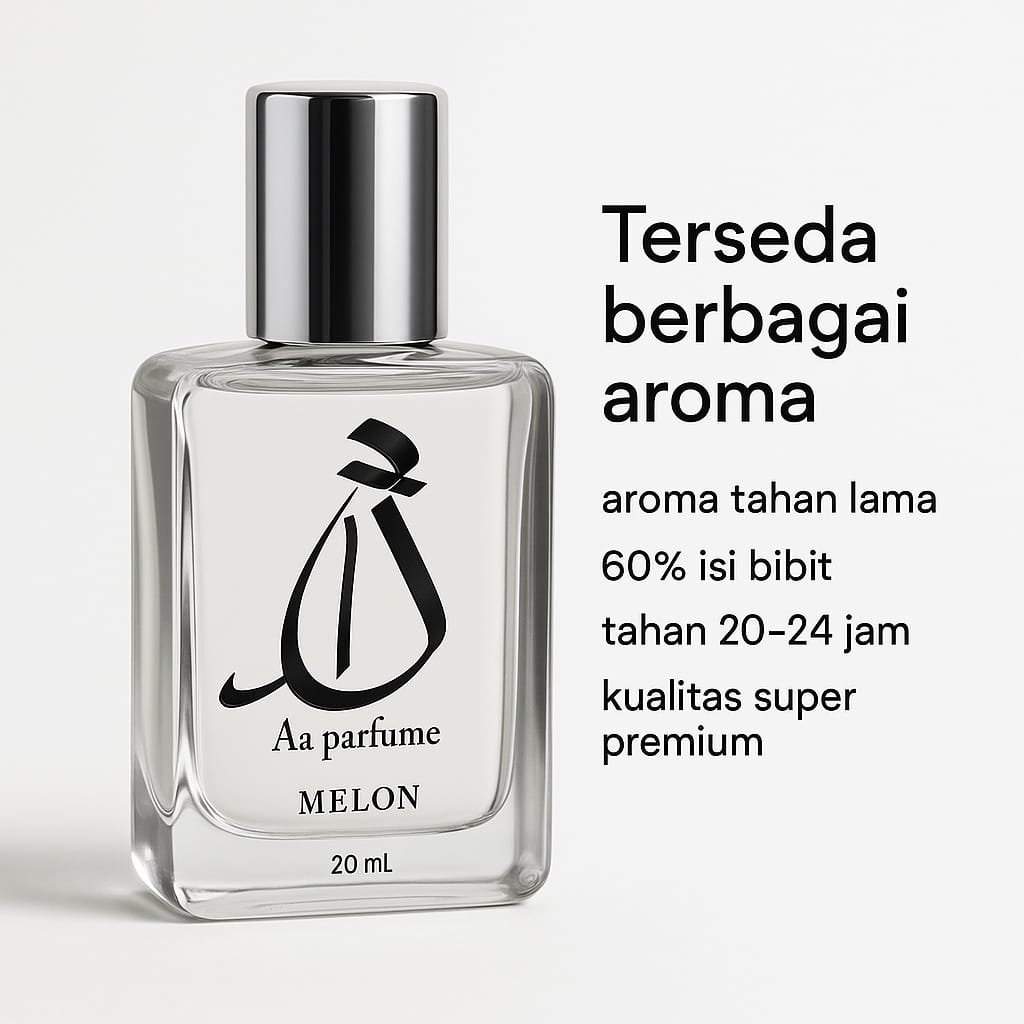 Aa parfume
MELON
20 mL
Terseda
berbagai
aroma
aroma tahan lama
60% isi bibit
tahan 20–24 jam
kualitas super
premium